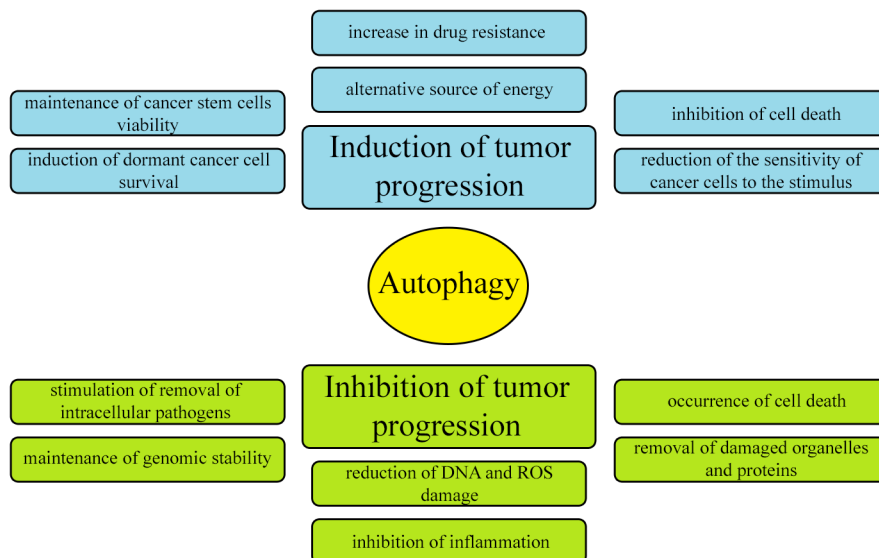 increase in drug resistance
alternative source of energy
maintenance of cancer stem cells
viability
induction of dormant cancer cell
survival
Induction of tumor
progression
inhibition of cell death
reduction of the sensitivity of
cancer cells to the stimulus
Autophagy
stimulation of removal of
intracellular pathogens
maintenance of genomic stability
Inhibition of tumor
progression
occurrence of cell death
removal of damaged organelles
and proteins
reduction of DNA and ROS
damage
inhibition of inflammation